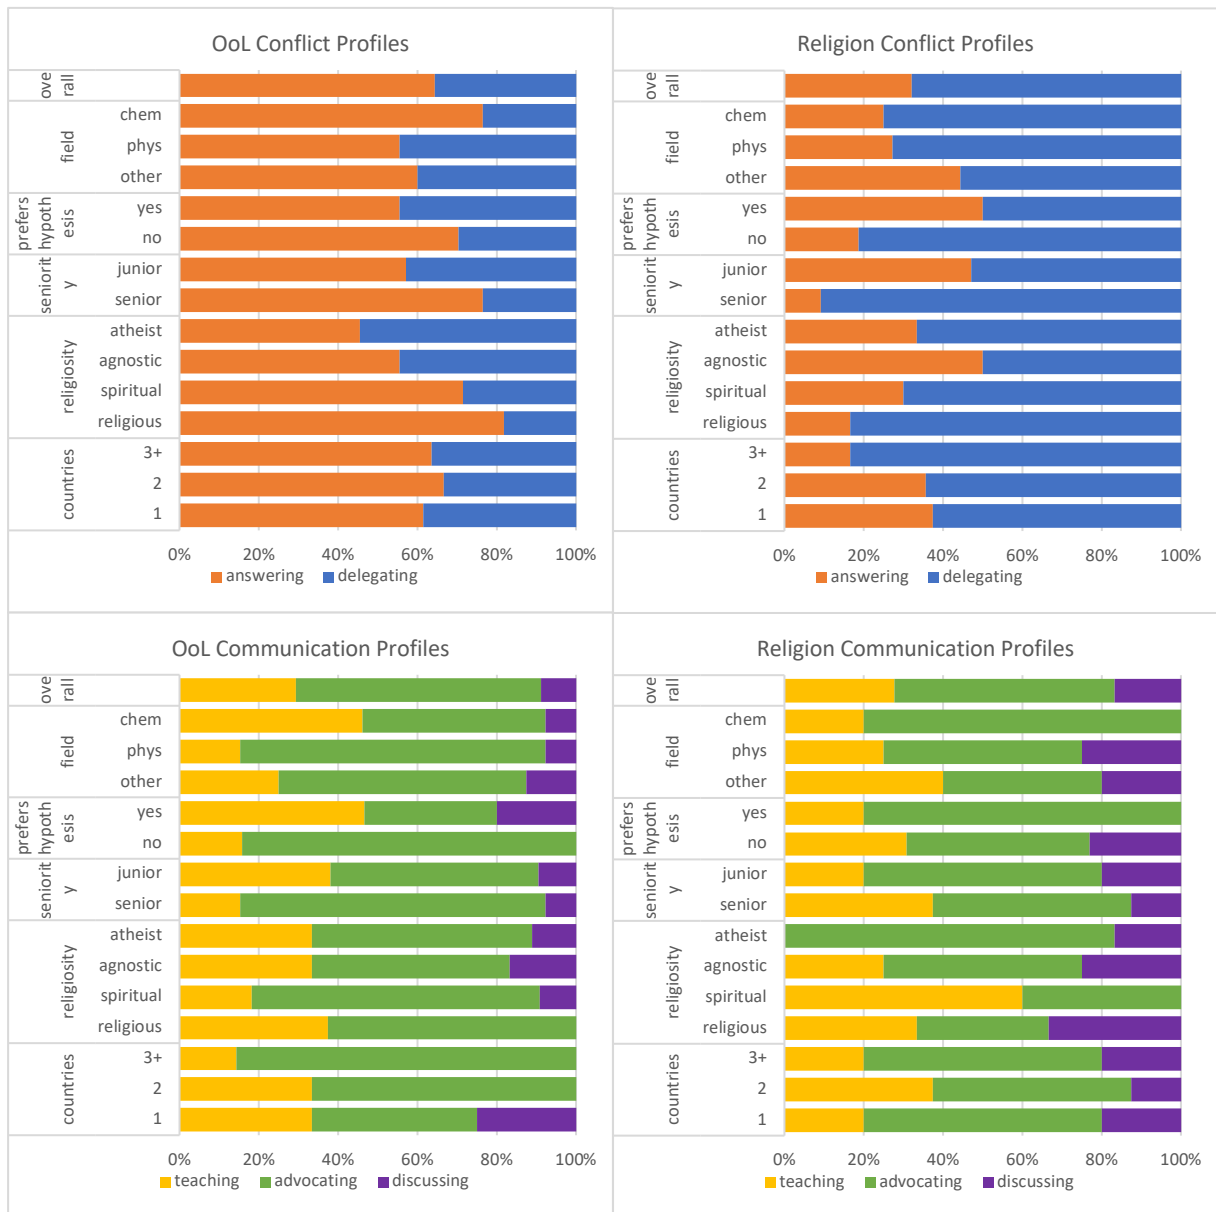 OoL Conflict Profiles
ove
rall
field
chem
phys
other
prefers
hypoth
esis
yes
no
seniorit
y
junior
senior
religiosity
atheist
agnostic
spiritual
religious
countries
3+
2
1
0% 20% 40% 60% 80% 100%
answering delegating
Religion Conflict Profiles
ove
rall
field
chem
phys
other
prefers
hypoth
esis
yes
no
seniorit
y
junior
senior
religiosity
atheist
agnostic
spiritual
religious
countries
3+
2
1
0% 20% 40% 60% 80% 100%
answering delegating
OoL Communication Profiles
ove
rall
field
chem
phys
other
prefers
hypoth
esis
yes
no
seniorit
y
junior
senior
religiosity
atheist
agnostic
spiritual
religious
countries
3+
2
1
0% 20% 40% 60% 80% 100%
teaching advocating discussing
Religion Communication Profiles
ove
rall
field
chem
phys
other
prefers
hypoth
esis
yes
no
seniorit
y
junior
senior
religiosity
atheist
agnostic
spiritual
religious
countries
3+
2
1
0% 20% 40% 60% 80% 100%
teaching advocating discussing